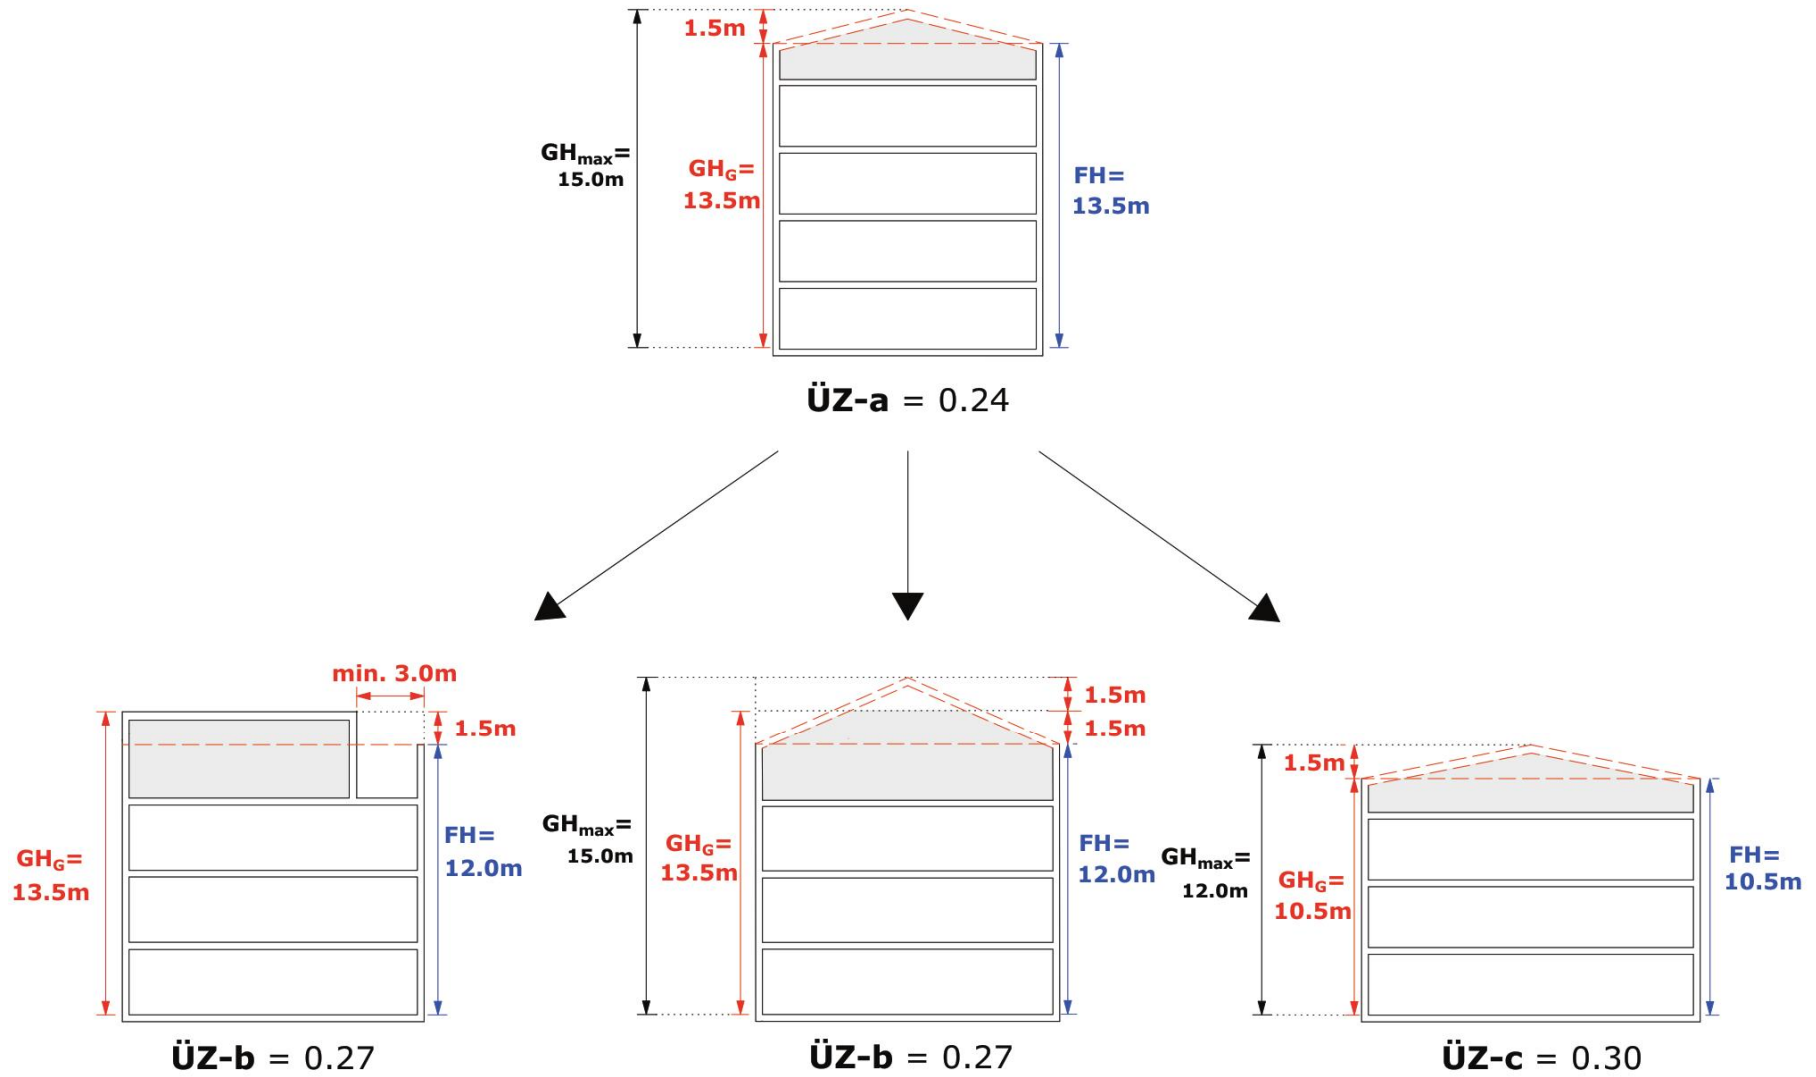 1.5m
GHmax=
15.0m
GHG=
13.5m
FH=
13.5m
ÜZ-a = 0.24
min. 3.0m
1.5m
GHG=
13.5m
FH=
12.0m
ÜZ-b = 0.27
1.5m
1.5m
GHmax=
15.0m
GHG=
13.5m
FH=
12.0m
ÜZ-b = 0.27
1.5m
GHmax=
12.0m
GHG=
10.5m
FH=
10.5m
ÜZ-c = 0.30